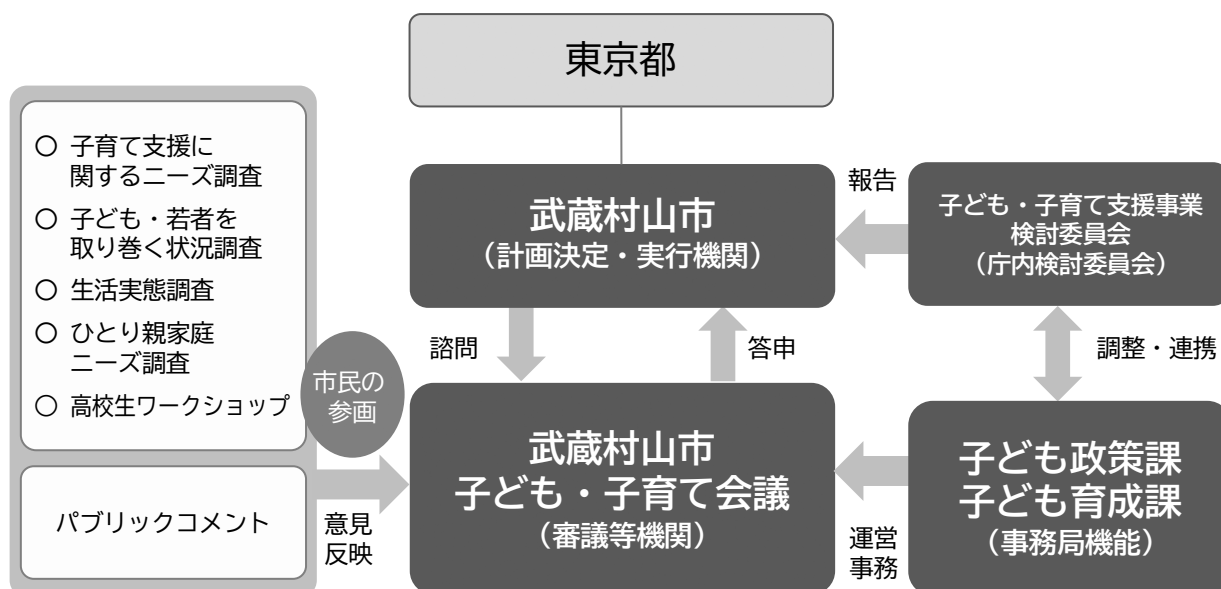 東京都
〇 子育て支援に
関するニーズ調査
〇 子ども・若者を
取り巻く状況調査
〇 生活実態調査
〇 ひとり親家庭
ニーズ調査
〇 高校生ワークショップ
パブリックコメント
市民の
参画
意見
反映
武蔵村山市
（計画決定・実行機関）
諮問
答申
武蔵村山市
子ども・子育て会議
（審議等機関）
報告
子ども・子育て支援事業
検討委員会
（庁内検討委員会）
調整・連携
子ども政策課
子ども育成課
（事務局機能）
運営
事務